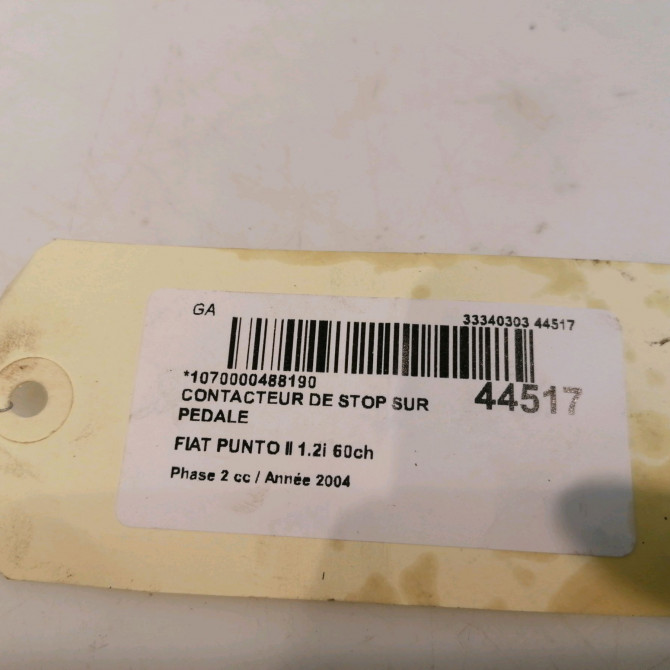 GA
33340303 44517
*1070000488190
44517
CONTACTEUR DE STOP SUR
PEDALE
FIAT PUNTO II 1.2i 60ch
Phase 2 cc / Année 2004